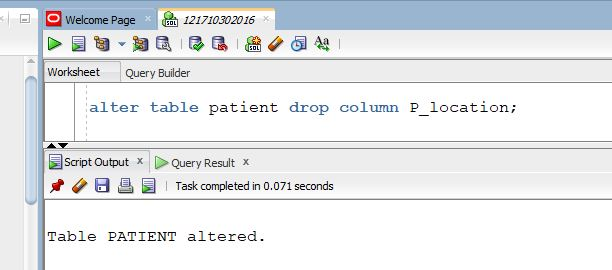 Welcome Page
121710302016
SQL
Worksheet
Query Builder
alter table patient drop column P_location;
Script Output
Query Result
Task completed in 0.071 seconds
Table PATIENT altered.